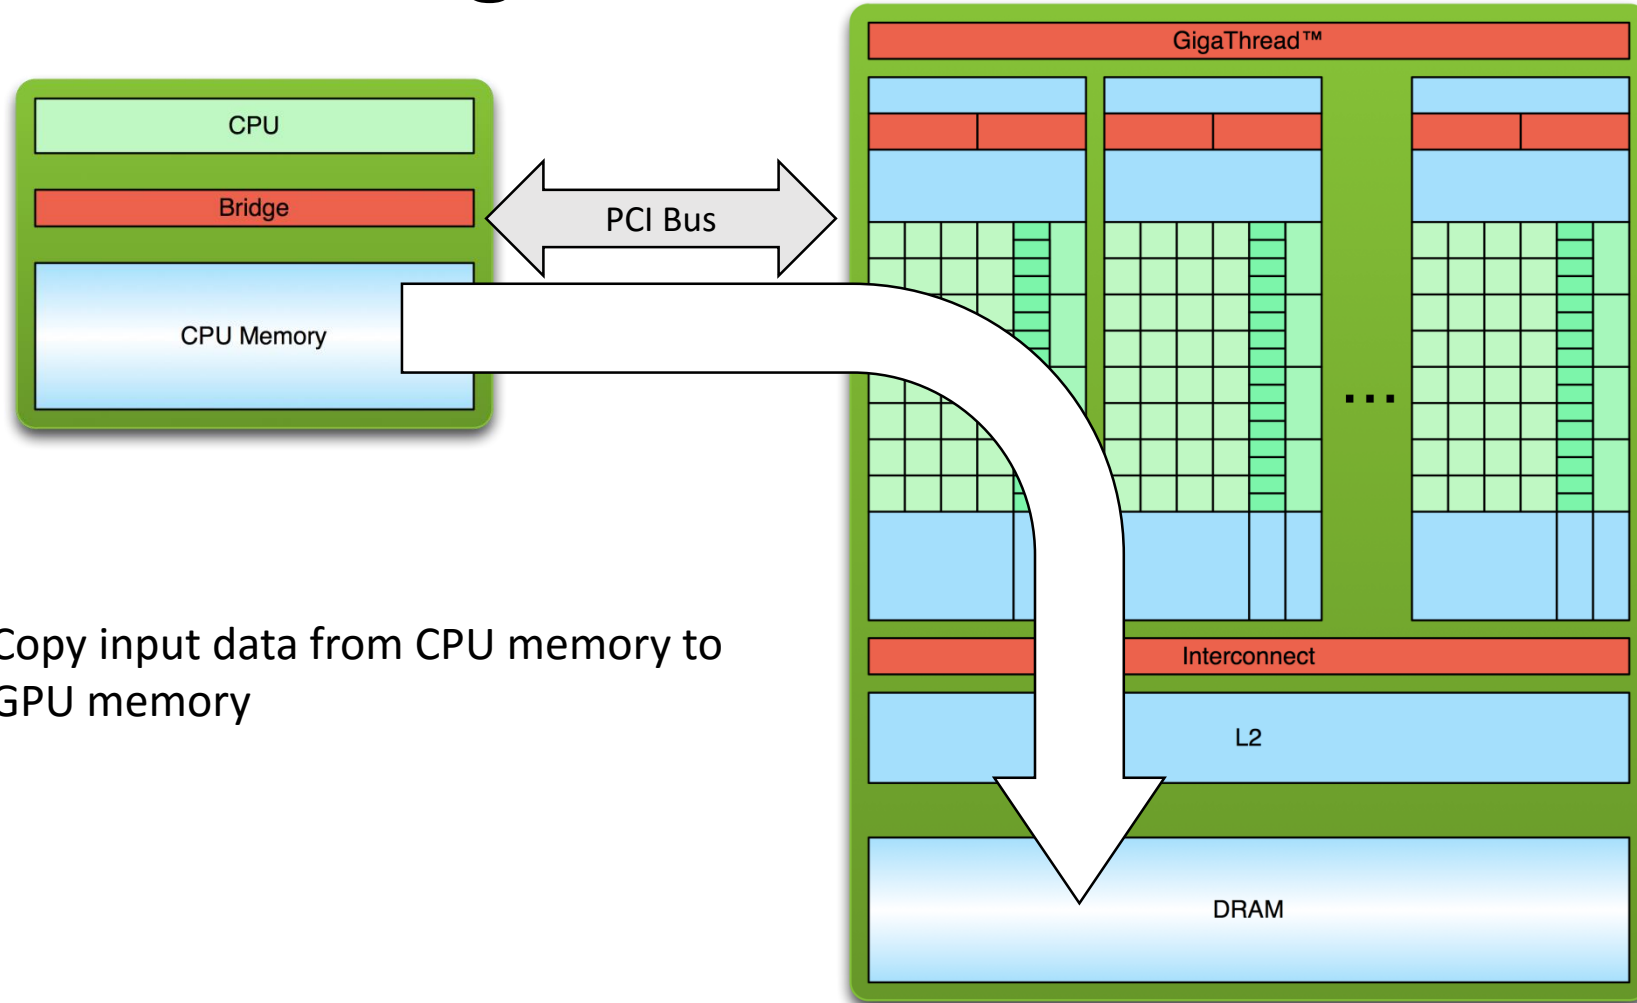 GigaThread™
CPU
Bridge
PCI Bus
CPU Memory
...
Copy input data from CPU memory to
GPU memory
Interconnect
L2
DRAM